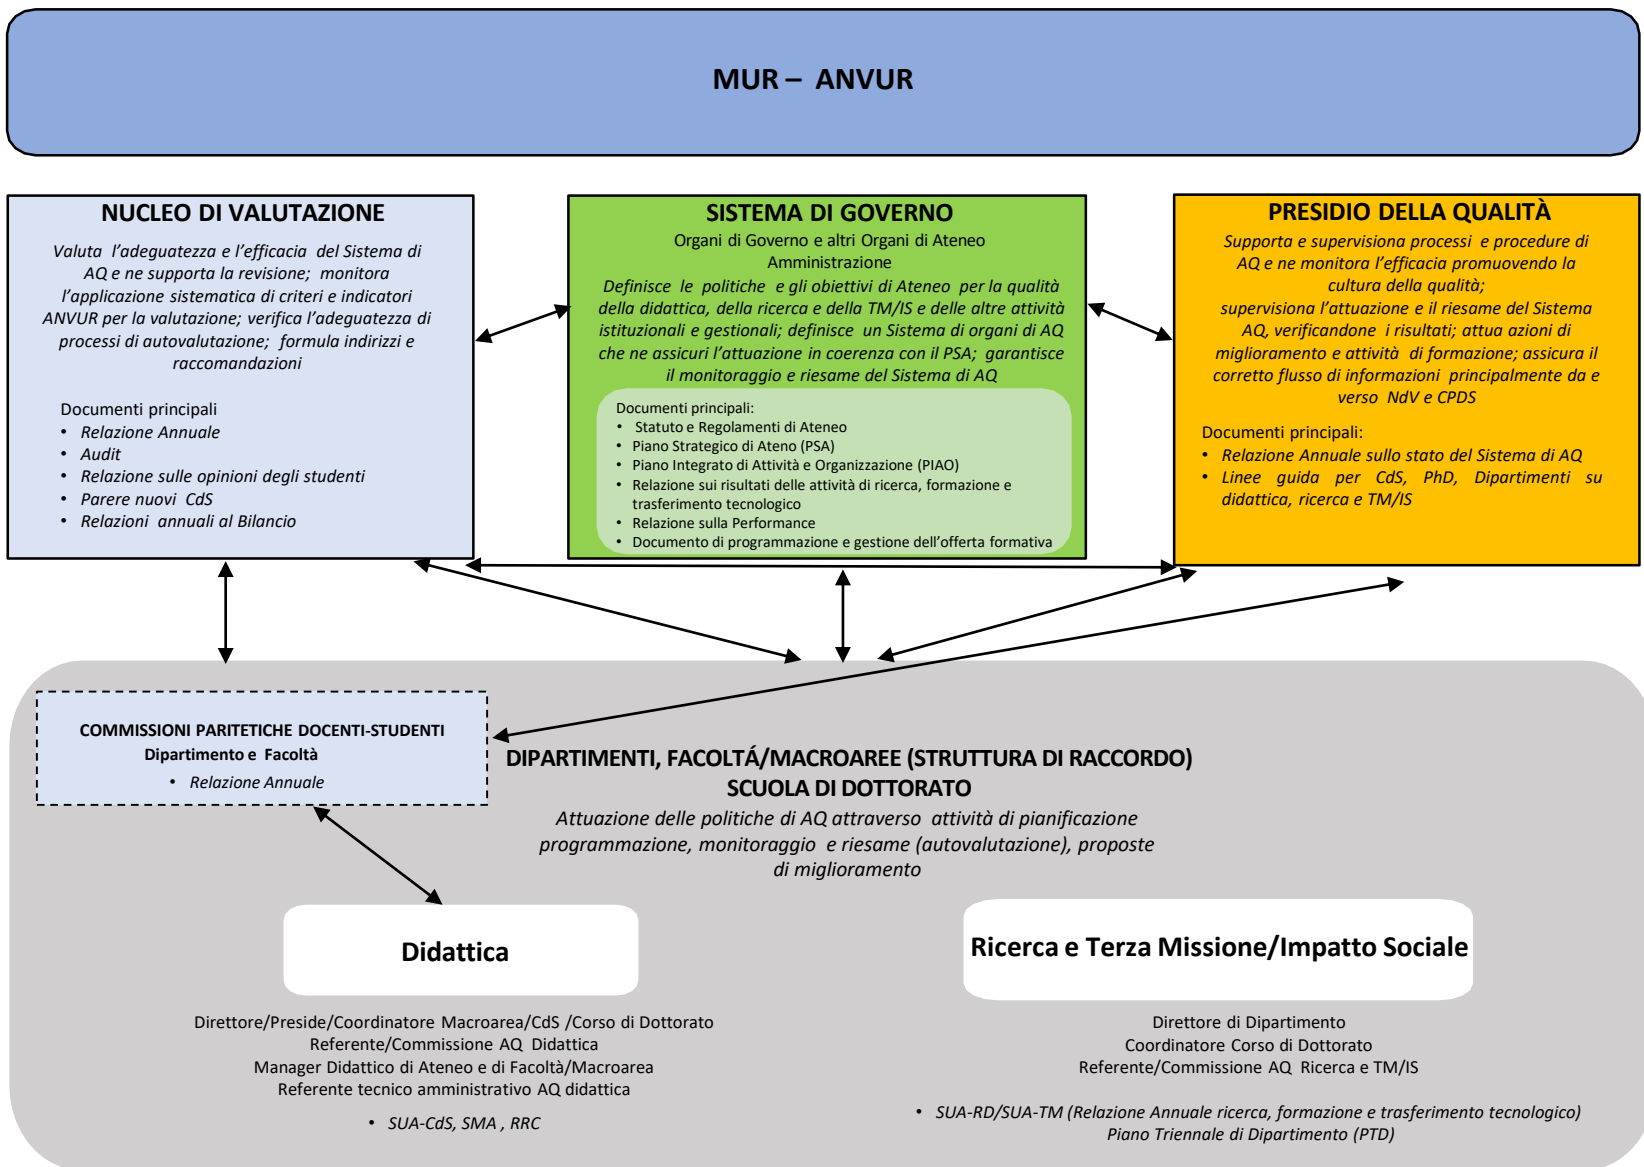 MUR – ANVUR
NUCLEO DI VALUTAZIONE
Valuta l'adeguatezza e l'efficacia del Sistema di
AQ e ne supporta la revisione; monitora
l'applicazione sistematica di criteri e indicatori
ANVUR per la valutazione; verifica l'adeguatezza di
processi di autovalutazione; formula indirizzi e
raccomandazioni
Documenti principali
• Relazione Annuale
• Audit
• Relazione sulle opinioni degli studenti
• Parere nuovi CdS
• Relazioni annuali al Bilancio
SISTEMA DI GOVERNO
Organi di Governo e altri Organi di Ateneo
Amministrazione
Definisce le politiche e gli obiettivi di Ateneo per la qualità
della didattica, della ricerca e della TM/IS e delle altre attività
istituzionali e gestionali; definisce un Sistema di organi di AQ
che ne assicuri l'attuazione in coerenza con il PSA; garantisce
il monitoraggio e riesame del Sistema di AQ
Documenti principali:
• Statuto e Regolamenti di Ateneo
• Piano Strategico di Ateno (PSA)
• Piano Integrato di Attività e Organizzazione (PIAO)
• Relazione sui risultati delle attività di ricerca, formazione e
trasferimento tecnologico
• Relazione sulla Performance
• Documento di programmazione e gestione dell'offerta formativa
PRESIDIO DELLA QUALITÀ
Supporta e supervisiona processi e procedure di
AQ e ne monitora l'efficacia promuovendo la
cultura della qualità;
supervisiona l'attuazione e il riesame del Sistema
AQ, verificandone i risultati; attua azioni di
miglioramento e attività di formazione; assicura il
corretto flusso di informazioni principalmente da e
verso NdV e CPDS
Documenti principali:
• Relazione Annuale sullo stato del Sistema di AQ
• Linee guida per CdS, PhD, Dipartimenti su
didattica, ricerca e TM/IS
COMMISSIONI PARITETICHE DOCENTI-STUDENTI
Dipartimento e Facoltà
• Relazione Annuale
DIPARTIMENTI, FACOLTÁ/MACROAREE (STRUTTURA DI RACCORDO)
SCUOLA DI DOTTORATO
Attuazione delle politiche di AQ attraverso attività di pianificazione
programmazione, monitoraggio e riesame (autovalutazione), proposte
di miglioramento
Didattica
Direttore/Preside/Coordinatore Macroarea/CdS /Corso di Dottorato
Referente/Commissione AQ Didattica
Manager Didattico di Ateneo e di Facoltà/Macroarea
Referente tecnico amministrativo AQ didattica
• SUA-CdS, SMA , RRC
Ricerca e Terza Missione/Impatto Sociale
Direttore di Dipartimento
Coordinatore Corso di Dottorato
Referente/Commissione AQ Ricerca e TM/IS
• SUA-RD/SUA-TM (Relazione Annuale ricerca, formazione e trasferimento tecnologico)
Piano Triennale di Dipartimento (PTD)